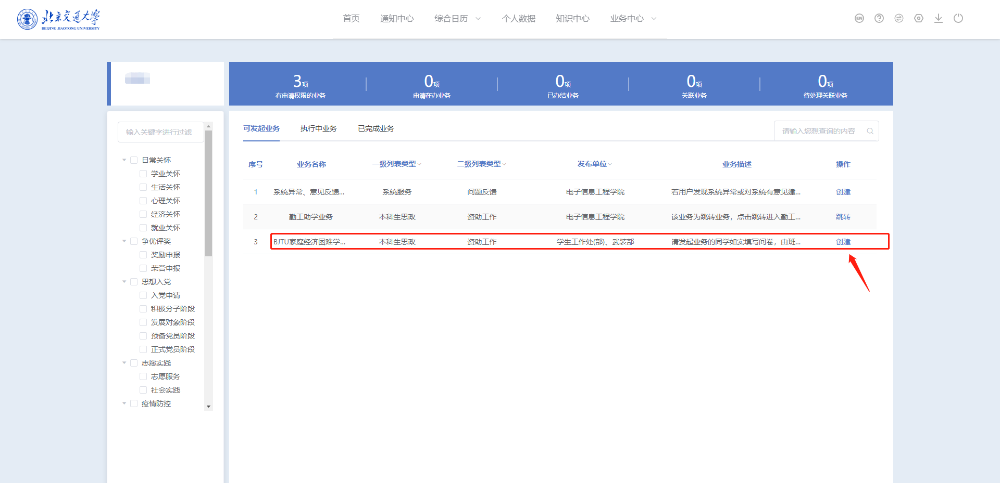 北京交通大学
BEIJING JIAOTONG UNIVERSITY
首页 通知中心 综合日历 个人数据 知识中心 业务中心
EN
3项 0项 0项 0项 0项
有申请权限的业务 申请在办业务 已办结业务 关联业务 待处理关联业务
输入关键字进行过滤
日常关怀
学业关怀
生活关怀
心理关怀
经济关怀
就业关怀
争优评奖
奖励申报
荣誉申报
思想入党
入党申请
积极分子阶段
发展对象阶段
预备党员阶段
正式党员阶段
志愿实践
志愿服务
社会实践
疫情防控
可发起业务 执行中业务 已完成业务
请输入您想查询的内容
序号 业务名称 一级列表类型 二级列表类型 发布单位 业务描述 操作
1 系统异常、意见反馈... 系统服务 问题反馈 电子信息工程学院 若用户发现系统异常或对系统有意见建... 创建
2 勤工助学业务 本科生思政 资助工作 电子信息工程学院 该业务为跳转业务，点击跳转进入勤工... 跳转
3 BJTU家庭经济困难学... 本科生思政 资助工作 学生工作处(部)、武装部 请发起业务的同学如实填写问卷，由班... 创建